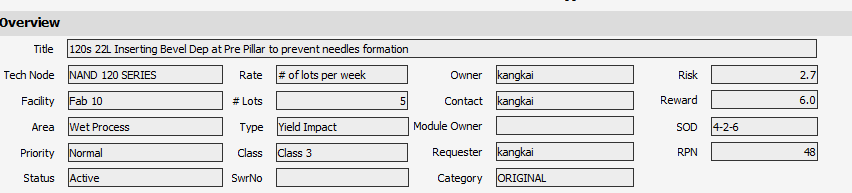 Overview
Title 120s 22L Inserting Bevel Dep at Pre Pillar to prevent needles formation
Tech Node NAND 120 SERIES Rate # of lots per week Owner kangkai Risk 2.7
Facility Fab 10 # Lots 5 Contact kangkai Reward 6.0
Area Wet Process Type Yield Impact Module Owner SOD 4-2-6
Priority Normal Class Class 3 Requester kangkai RPN 48
Status Active SwrNo Category ORIGINAL